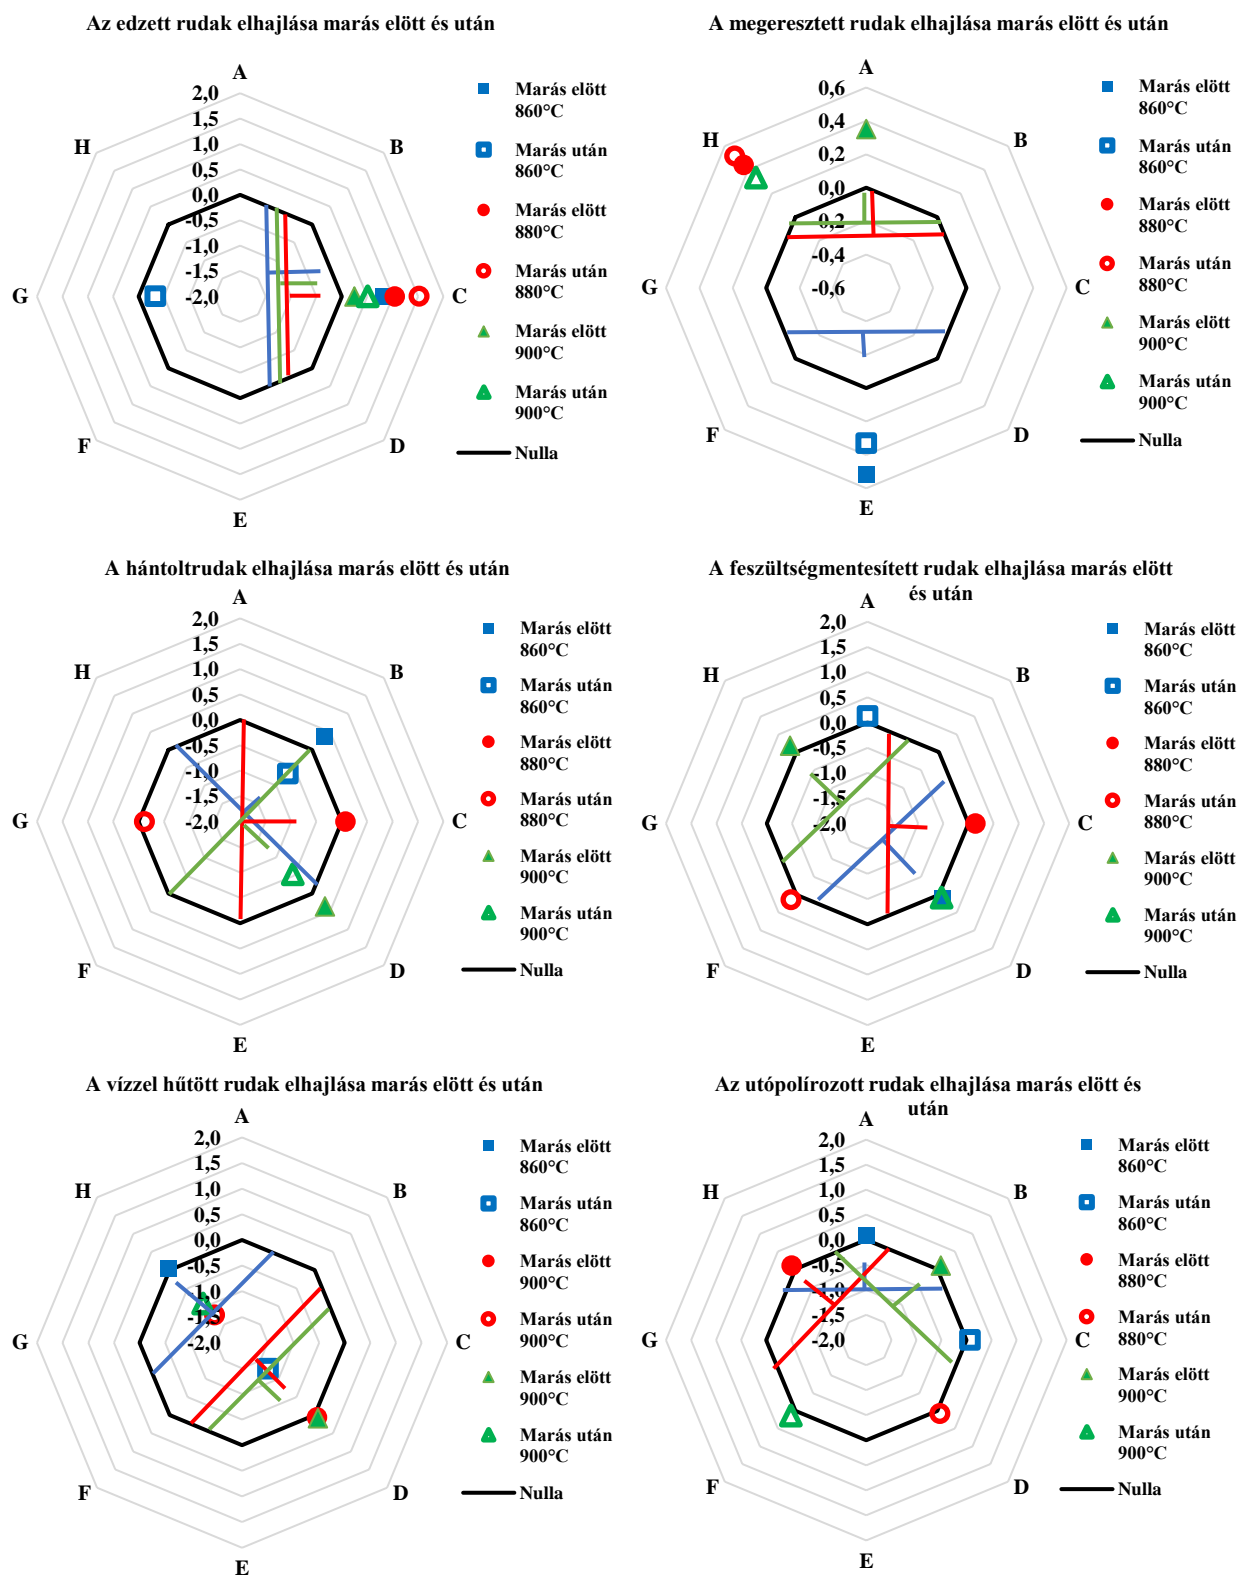 Az edzett rudak elhajlása marás elött és után
A
2,0
1,5
1,0
0,5
0,0
-0,5
-1,0
-1,5
-2,0
B
C
D
E
F
G
H
Marás elött
860°C
Marás után
860°C
Marás elött
880°C
Marás után
880°C
Marás elött
900°C
Marás után
900°C
Nulla
A megeresztett rudak elhajlása marás elött és után
A
0,6
0,4
0,2
0,0
-0,2
-0,4
-0,6
B
C
D
E
F
G
H
Marás elött
860°C
Marás után
860°C
Marás elött
880°C
Marás után
880°C
Marás elött
900°C
Marás után
900°C
Nulla
A hántoltrudak elhajlása marás elött és után
A
2,0
1,5
1,0
0,5
0,0
-0,5
-1,0
-1,5
-2,0
B
C
D
E
F
G
H
Marás elött
860°C
Marás után
860°C
Marás elött
880°C
Marás után
880°C
Marás elött
900°C
Marás után
900°C
Nulla
A feszültségmentesített rudak elhajlása marás elött
és után
A
2,0
1,5
1,0
0,5
0,0
-0,5
-1,0
-1,5
-2,0
B
C
D
E
F
G
H
Marás elött
860°C
Marás után
860°C
Marás elött
880°C
Marás után
880°C
Marás elött
900°C
Marás után
900°C
Nulla
A vízzel hűtött rudak elhajlása marás elött és után
A
2,0
1,5
1,0
0,5
0,0
-0,5
-1,0
-1,5
-2,0
B
C
D
E
F
G
H
Marás elött
860°C
Marás után
860°C
Marás elött
900°C
Marás után
900°C
Marás elött
900°C
Marás után
900°C
Nulla
Az utópolírozott rudak elhajlása marás elött és
után
A
2,0
1,5
1,0
0,5
0,0
-0,5
-1,0
-1,5
-2,0
B
C
D
E
F
G
H
Marás elött
860°C
Marás után
860°C
Marás elött
880°C
Marás után
880°C
Marás elött
900°C
Marás után
900°C
Nulla